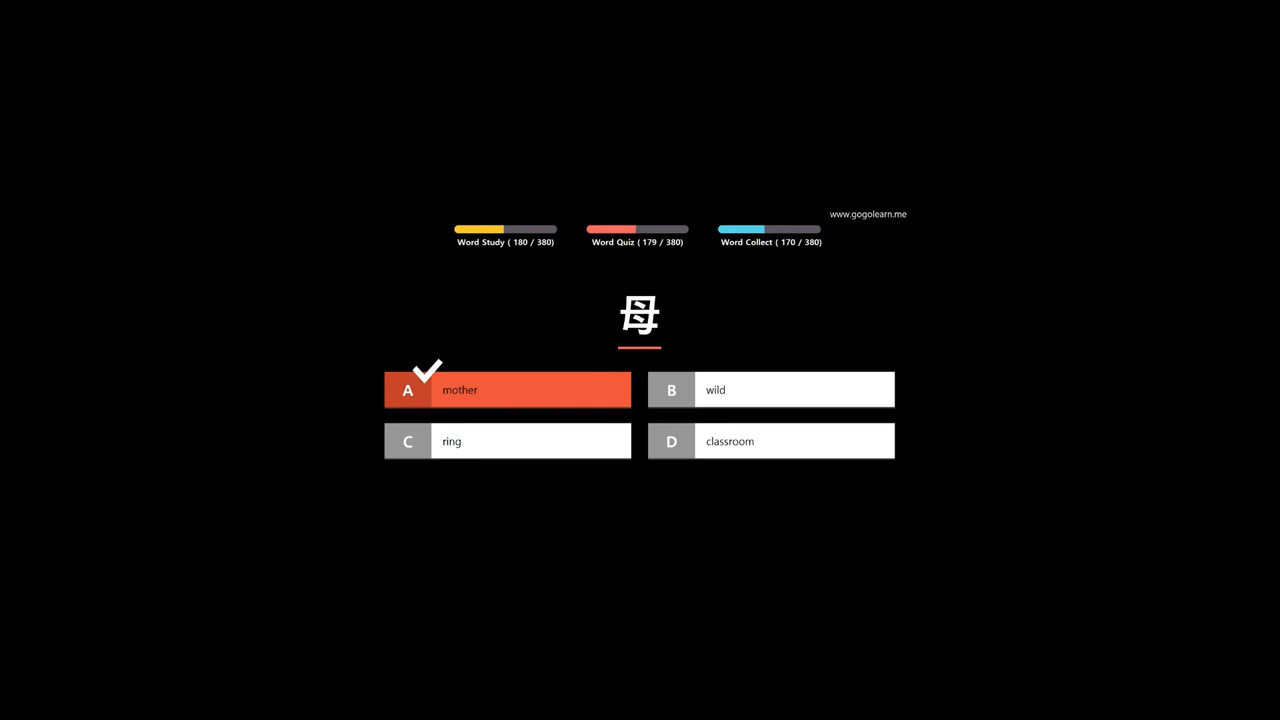 www.gogolearn.me
Word Study ( 180 / 380)
Word Quiz ( 179 / 380)
Word Collect ( 170 / 380)
母
A mother
B wild
C ring
D classroom